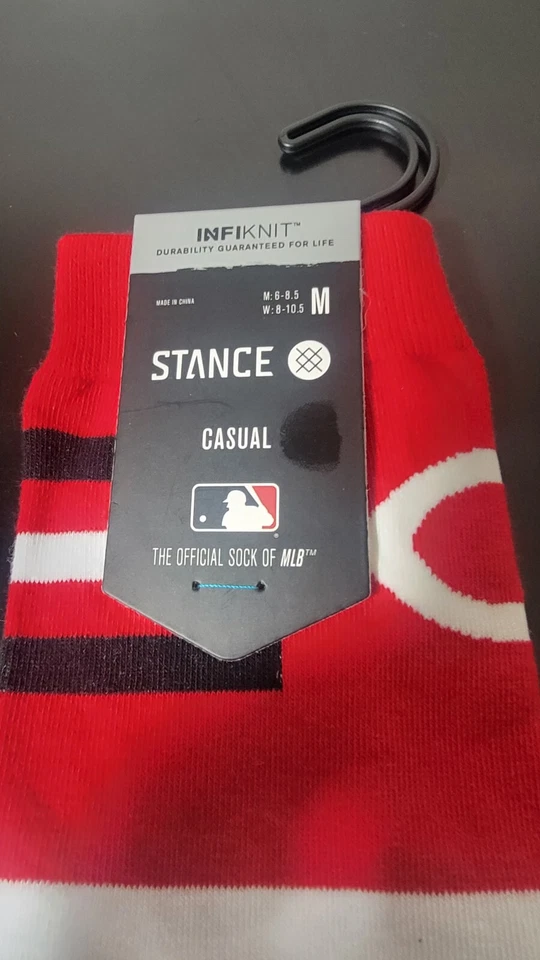 INFIKNIT™
DURABILITY GUARANTEED FOR LIFE
MADE IN CHINA
M: 6-8.5
W: 8-10.5
M
STANCE
CASUAL
THE OFFICIAL SOCK OF MLB™